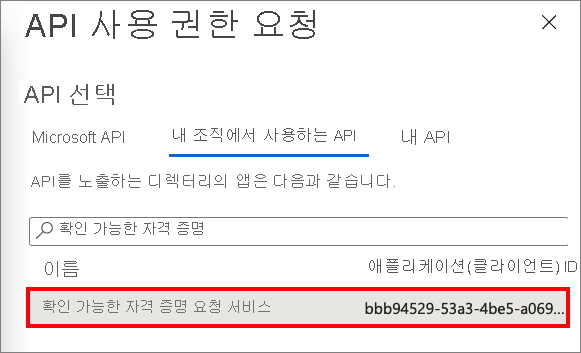 API 사용 권한 요청
API 선택
Microsoft API 내 조직에서 사용하는 API 내 API
API를 노출하는 디렉터리의 앱은 다음과 같습니다.
확인 가능한 자격 증명
이름 애플리케이션(클라이언트) ID
확인 가능한 자격 증명 요청 서비스 bbb94529-53a3-4be5-a069...